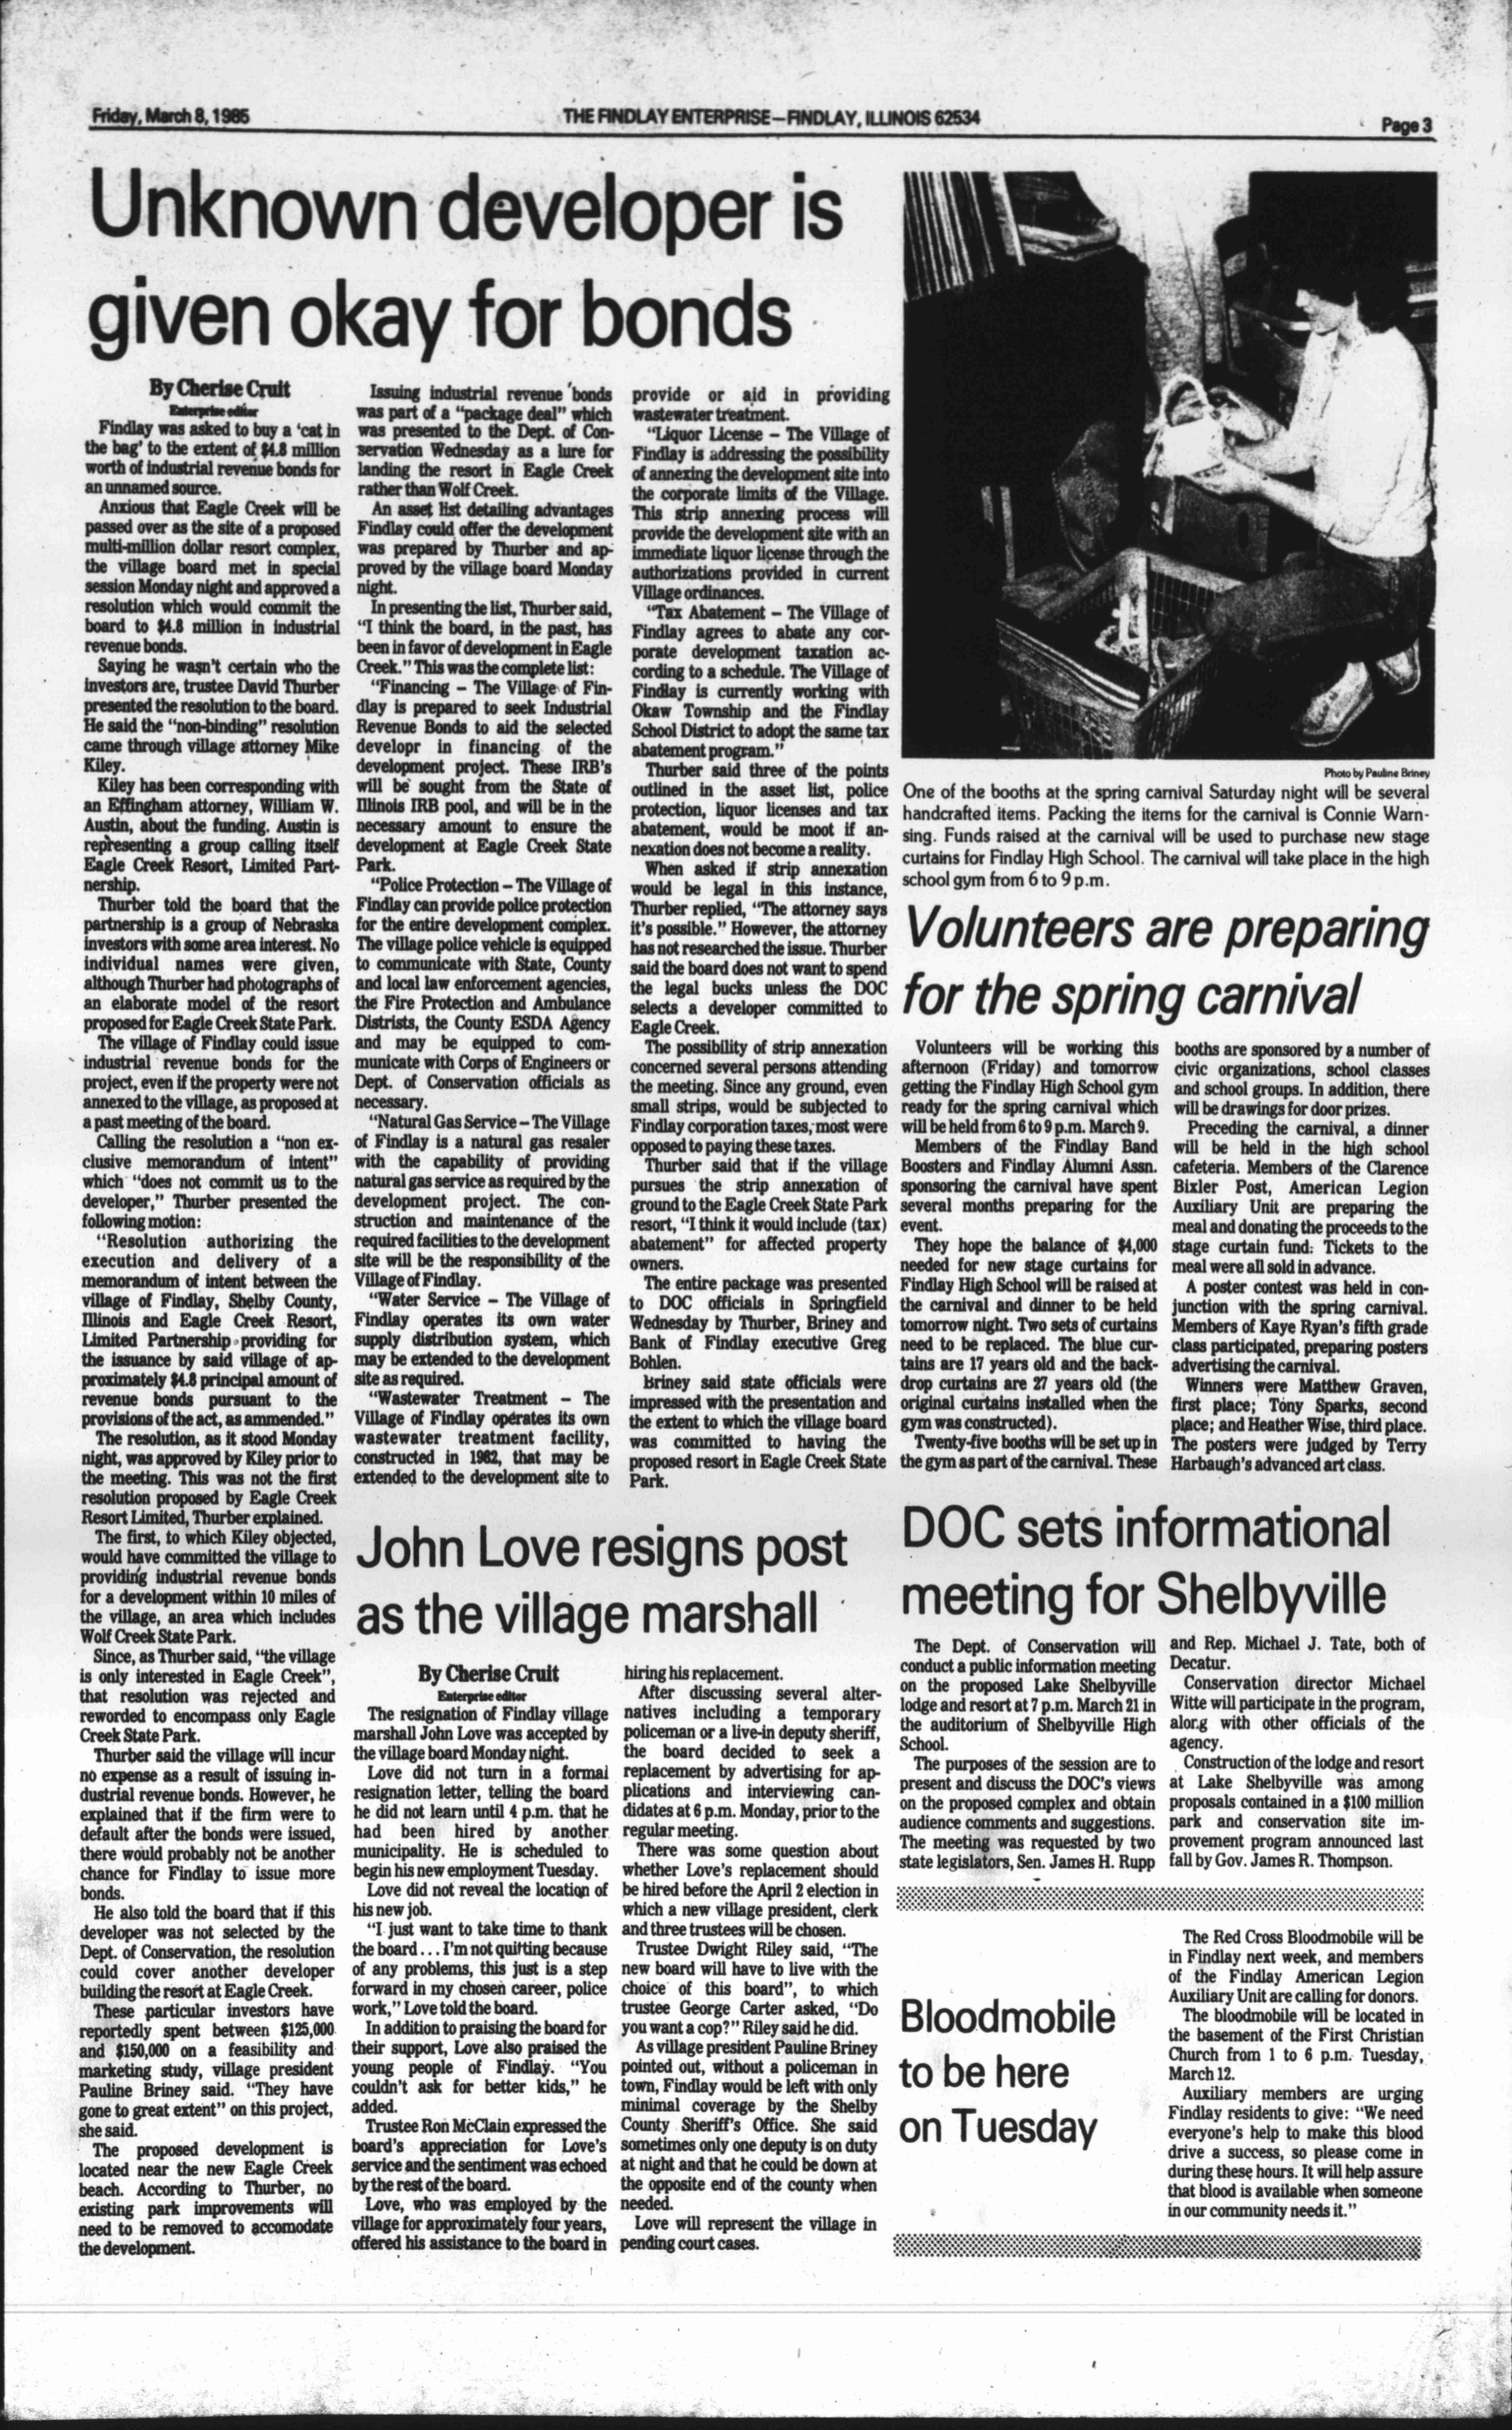 Friday, March 8, 1985
THE FINDLAY ENTERPRISE—FINDLAY, ILLINOIS 62534
Page 3
Unknown developer is
given okay for bonds
By Cherise Cruit
Enterprise editor
Findlay was asked to buy a 'cat in
the bag' to the extent of $4.8 million
worth of industrial revenue bonds for
an unnamed source.
Anxious that Eagle Creek will be
passed over as the site of a proposed
multi-million dollar resort complex,
the village board met in special
session Monday night and approved a
resolution which would commit the
board to $4.8 million in industrial
revenue bonds.
Saying he wasn't certain who the
investors are, trustee David Thurber
presented the resolution to the board.
He said the "non-binding" resolution
came through village attorney Mike
Kiley.
Kiley has been corresponding with
an Effingham attorney, William W.
Austin, about the funding. Austin is
representing a group calling itself
Eagle Creek Resort, Limited Part-
nership.
Thurber told the board that the
partnership is a group of Nebraska
investors with some area interest. No
individual names were given,
although Thurber had photographs of
an elaborate model of the resort
proposed for Eagle Creek State Park.
The village of Findlay could issue
industrial revenue bonds for the
project, even if the property were not
annexed to the village, as proposed at
a past meeting of the board.
Calling the resolution a "non ex-
clusive memorandum of intent"
which "does not commit us to the
developer," Thurber presented the
following motion:
"Resolution authorizing the
execution and delivery of a
memorandum of intent between the
village of Findlay, Shelby County,
Illinois and Eagle Creek Resort,
Limited Partnership providing for
the issuance by said village of ap-
proximately $4.8 principal amount of
revenue bonds pursuant to the
provisions of the act, as ammended."
The resolution, as it stood Monday
night, was approved by Kiley prior to
the meeting. This was not the first
resolution proposed by Eagle Creek
Resort Limited, Thurber explained.
The first, to which Kiley objected,
would have committed the village to
providing industrial revenue bonds
for a development within 10 miles of
the village, an area which includes
Wolf Creek State Park.
Since, as Thurber said, "the village
is only interested in Eagle Creek",
that resolution was rejected and
reworded to encompass only Eagle
Creek State Park.
Thurber said the village will incur
no expense as a result of issuing in-
dustrial revenue bonds. However, he
explained that if the firm were to
default after the bonds were issued,
there would probably not be another
chance for Findlay to issue more
bonds.
He also told the board that if this
developer was not selected by the
Dept. of Conservation, the resolution
could cover another developer
building the resort at Eagle Creek.
These particular investors have
reportedly spent between $125,000
and $150,000 on a feasibility and
marketing study, village president
Pauline Briney said. "They have
gone to great extent" on this project,
she said.
The proposed development is
located near the new Eagle Creek
beach. According to Thurber, no
existing park improvements will
need to be removed to accomodate
the development.
Issuing industrial revenue bonds
was part of a "package deal" which
was presented to the Dept. of Con-
servation Wednesday as a lure for
landing the resort in Eagle Creek
rather than Wolf Creek.
An asset list detailing advantages
Findlay could offer the development
was prepared by Thurber and ap-
proved by the village board Monday
night.
In presenting the list, Thurber said,
"I think the board, in the past, has
been in favor of development in Eagle
Creek." This was the complete list:
"Financing – The Village of Fin-
dlay is prepared to seek Industrial
Revenue Bonds to aid the selected
developr in financing of the
development project. These IRB's
will be sought from the State of
Illinois IRB pool, and will be in the
necessary amount to ensure the
development at Eagle Creek State
Park.
"Police Protection – The Village of
Findlay can provide police protection
for the entire development complex.
The village police vehicle is equipped
to communicate with State, County
and local law enforcement agencies,
the Fire Protection and Ambulance
Distrists, the County ESDA Agency
and may be equipped to com-
municate with Corps of Engineers or
Dept. of Conservation officials as
necessary.
"Natural Gas Service – The Village
of Findlay is a natural gas resaler
with the capability of providing
natural gas service as required by the
development project. The con-
struction and maintenance of the
required facilities to the development
site will be the responsibility of the
Village of Findlay.
"Water Service – The Village of
Findlay operates its own water
supply distribution system, which
may be extended to the development
site as required.
"Wastewater Treatment – The
Village of Findlay operates its own
wastewater treatment facility,
constructed in 1982, that may be
extended to the development site to
provide or aid in providing
wastewater treatment.
"Liquor License – The Village of
Findlay is addressing the possibility
of annexing the development site into
the corporate limits of the Village.
This strip annexing process will
provide the development site with an
immediate liquor license through the
authorizations provided in current
Village ordinances.
"Tax Abatement – The Village of
Findlay agrees to abate any cor-
porate development taxation ac-
cording to a schedule. The Village of
Findlay is currently working with
Okaw Township and the Findlay
School District to adopt the same tax
abatement program."
Thurber said three of the points
outlined in the asset list, police
protection, liquor licenses and tax
abatement, would be moot if an-
nexation does not become a reality.
When asked if strip annexation
would be legal in this instance,
Thurber replied, "The attorney says
it's possible." However, the attorney
has not researched the issue. Thurber
said the board does not want to spend
the legal bucks unless the DOC
selects a developer committed to
Eagle Creek.
The possibility of strip annexation
concerned several persons attending
the meeting. Since any ground, even
small strips, would be subjected to
Findlay corporation taxes, most were
opposed to paying these taxes.
Thurber said that if the village
pursues the strip annexation of
ground to the Eagle Creek State Park
resort, "I think it would include (tax)
abatement" for affected property
owners.
The entire package was presented
to DOC officials in Springfield
Wednesday by Thurber, Briney and
Bank of Findlay executive Greg
Bohlen.
Briney said state officials were
impressed with the presentation and
the extent to which the village board
was committed to having the
proposed resort in Eagle Creek State
Park.
Photo by Pauline Briney
One of the booths at the spring carnival Saturday night will be several
handcrafted items. Packing the items for the carnival is Connie Warn-
sing. Funds raised at the carnival will be used to purchase new stage
curtains for Findlay High School. The carnival will take place in the high
school gym from 6 to 9 p.m.
Volunteers are preparing
for the spring carnival
Volunteers will be working this
afternoon (Friday) and tomorrow
getting the Findlay High School gym
ready for the spring carnival which
will be held from 6 to 9 p.m. March 9.
Members of the Findlay Band
Boosters and Findlay Alumni Assn.
sponsoring the carnival have spent
several months preparing for the
event.
They hope the balance of $4,000
needed for new stage curtains for
Findlay High School will be raised at
the carnival and dinner to be held
tomorrow night. Two sets of curtains
need to be replaced. The blue cur-
tains are 17 years old and the back-
drop curtains are 27 years old (the
original curtains installed when the
gym was constructed).
Twenty-five booths will be set up in
the gym as part of the carnival. These
booths are sponsored by a number of
civic organizations, school classes
and school groups. In addition, there
will be drawings for door prizes.
Preceding the carnival, a dinner
will be held in the high school
cafeteria. Members of the Clarence
Bixler Post, American Legion
Auxiliary Unit are preparing the
meal and donating the proceeds to the
stage curtain fund. Tickets to the
meal were all sold in advance.
A poster contest was held in con-
junction with the spring carnival.
Members of Kaye Ryan's fifth grade
class participated, preparing posters
advertising the carnival.
Winners were Matthew Graven,
first place; Tony Sparks, second
place; and Heather Wise, third place.
The posters were judged by Terry
Harbaugh's advanced art class.
John Love resigns post
as the village marshall
By Cherise Cruit
Enterprise editor
The resignation of Findlay village
marshall John Love was accepted by
the village board Monday night.
Love did not turn in a formal
resignation letter, telling the board
he did not learn until 4 p.m. that he
had been hired by another
municipality. He is scheduled to
begin his new employment Tuesday.
Love did not reveal the location of
his new job.
"I just want to take time to thank
the board . . . I'm not quitting because
of any problems, this just is a step
forward in my chosen career, police
work," Love told the board.
In addition to praising the board for
their support, Love also praised the
young people of Findlay. "You
couldn't ask for better kids," he
added.
Trustee Ron McClain expressed the
board's appreciation for Love's
service and the sentiment was echoed
by the rest of the board.
Love, who was employed by the
village for approximately four years,
offered his assistance to the board in
hiring his replacement.
After discussing several alter-
natives including a temporary
policeman or a live-in deputy sheriff,
the board decided to seek a
replacement by advertising for ap-
plications and interviewing can-
didates at 6 p.m. Monday, prior to the
regular meeting.
There was some question about
whether Love's replacement should
be hired before the April 2 election in
which a new village president, clerk
and three trustees will be chosen.
Trustee Dwight Riley said, "The
new board will have to live with the
choice of this board", to which
trustee George Carter asked, "Do
you want a cop?" Riley said he did.
As village president Pauline Briney
pointed out, without a policeman in
town, Findlay would be left with only
minimal coverage by the Shelby
County Sheriff's Office. She said
sometimes only one deputy is on duty
at night and that he could be down at
the opposite end of the county when
needed.
Love will represent the village in
pending court cases.
DOC sets informational
meeting for Shelbyville
The Dept. of Conservation will
conduct a public information meeting
on the proposed Lake Shelbyville
lodge and resort at 7 p.m. March 21 in
the auditorium of Shelbyville High
School.
The purposes of the session are to
present and discuss the DOC's views
on the proposed complex and obtain
audience comments and suggestions.
The meeting was requested by two
state legislators, Sen. James H. Rupp
and Rep. Michael J. Tate, both of
Decatur.
Conservation director Michael
Witte will participate in the program,
along with other officials of the
agency.
Construction of the lodge and resort
at Lake Shelbyville was among
proposals contained in a $100 million
park and conservation site im-
provement program announced last
fall by Gov. James R. Thompson.
Bloodmobile
to be here
on Tuesday
The Red Cross Bloodmobile will be
in Findlay next week, and members
of the Findlay American Legion
Auxiliary Unit are calling for donors.
The bloodmobile will be located in
the basement of the First Christian
Church from 1 to 6 p.m. Tuesday,
March 12.
Auxiliary members are urging
Findlay residents to give: "We need
everyone's help to make this blood
drive a success, so please come in
during these hours. It will help assure
that blood is available when someone
in our community needs it."